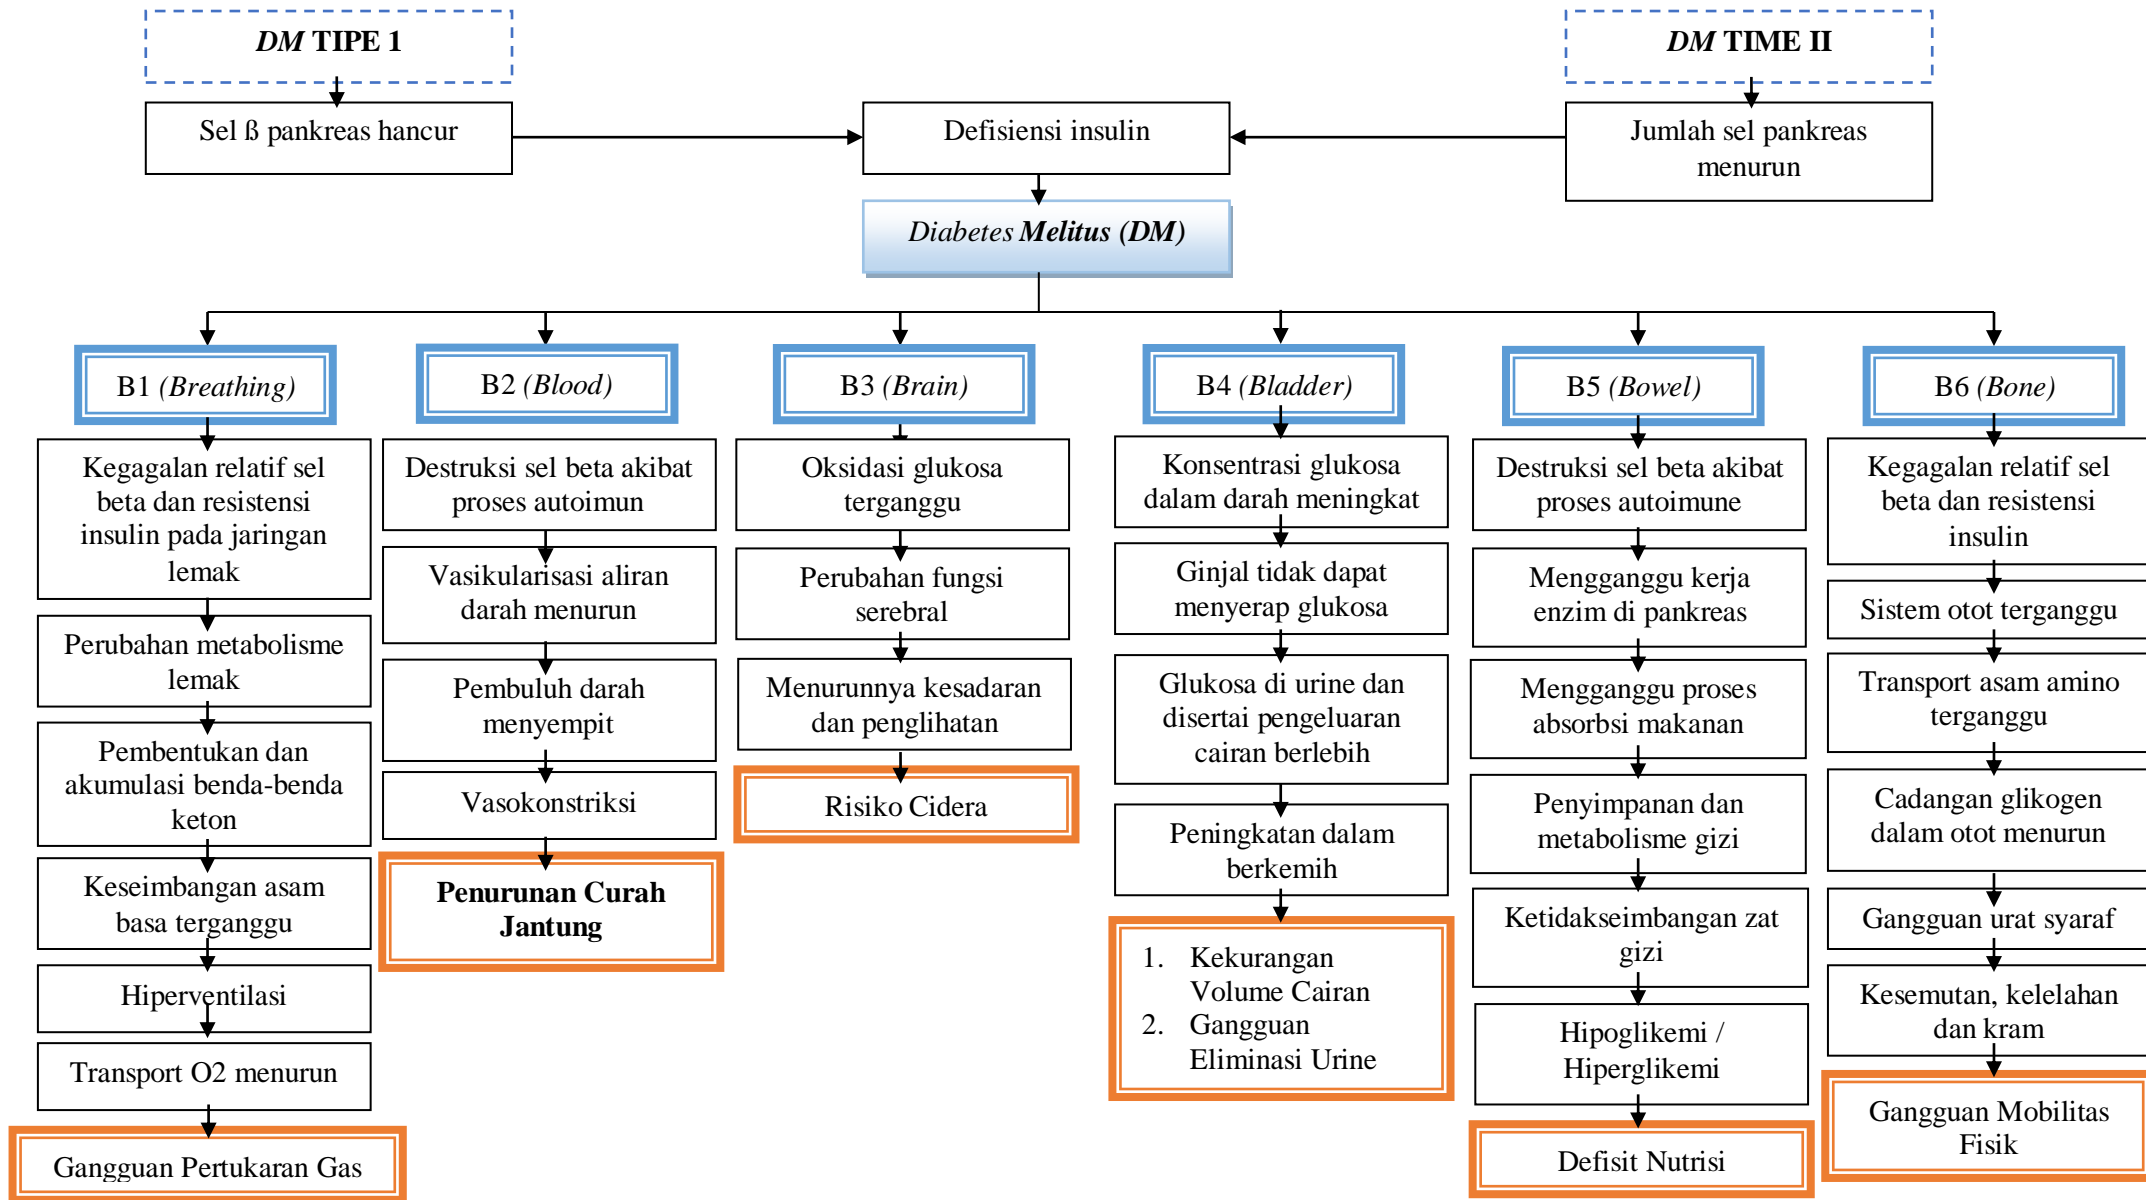 DM TIPE 1
DM TIME II
Sel ß pankreas hancur
Defisiensi insulin
Jumlah sel pankreas
menurun
Diabetes Melitus (DM)
B1 (Breathing)
B2 (Blood)
B3 (Brain)
B4 (Bladder)
B5 (Bowel)
B6 (Bone)
Kegagalan relatif sel
beta dan resistensi
insulin pada jaringan
lemak
Perubahan metabolisme
lemak
Pembentukan dan
akumulasi benda-benda
keton
Keseimbangan asam
basa terganggu
Hiperventilasi
Transport O2 menurun
Gangguan Pertukaran Gas
Destruksi sel beta akibat
proses autoimun
Vasikularisasi aliran
darah menurun
Pembuluh darah
menyempit
Vasokonstriksi
Penurunan Curah
Jantung
Oksidasi glukosa
terganggu
Perubahan fungsi
serebral
Menurunnya kesadaran
dan penglihatan
Risiko Cidera
Konsentrasi glukosa
dalam darah meningkat
Ginjal tidak dapat
menyerap glukosa
Glukosa di urine dan
disertai pengeluran
cairan berlebih
Peningkatan dalam
berkemih
1. Kekurangan
Volume Cairan
2. Gangguan
Eliminasi Urine
Destruksi sel beta akibat
proses autoimune
Mengganggu kerja
enzim di pankreas
Mengganggu proses
absorbsi makanan
Penyimpanan dan
metabolisme gizi
Ketidakseimbangan zat
gizi
Hipoglikemi /
Hiperglikemi
Defisit Nutrisi
Kegagalan relatif sel
beta dan resistensi
insulin
Sistem otot terganggu
Transport asam amino
terganggu
Cadangan glikogen
dalam otot menurun
Gangguan urat syaraf
Kesemutan, kelelahan
dan kram
Gangguan Mobilitas
Fisik